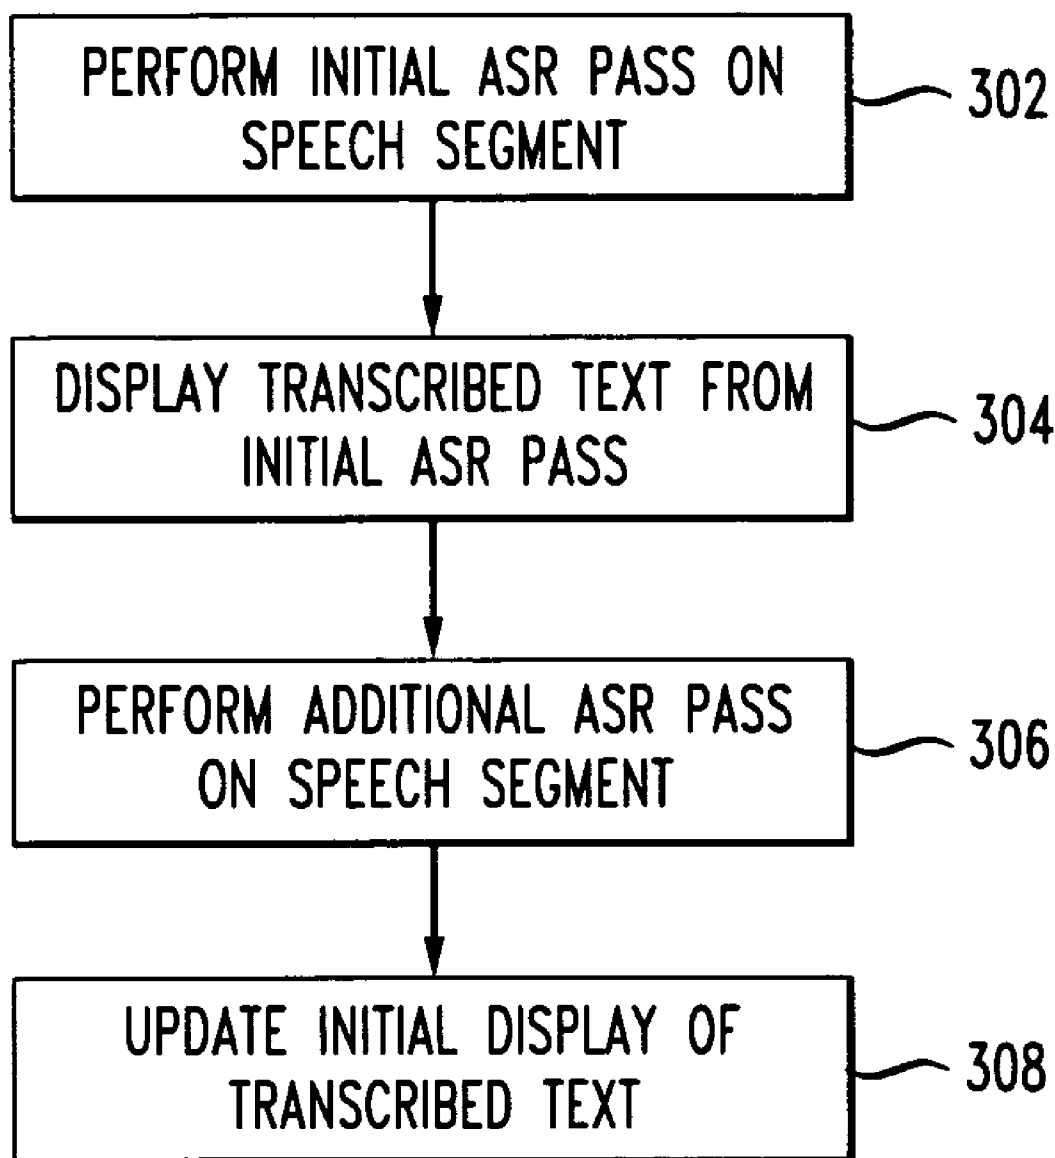 PERFORM INITIAL ASR PASS ON
SPEECH SEGMENT
302
DISPLAY TRANSCRIBED TEXT FROM
INITIAL ASR PASS
304
PERFORM ADDITIONAL ASR PASS
ON SPEECH SEGMENT
306
UPDATE INITIAL DISPLAY OF
TRANSCRIBED TEXT
308